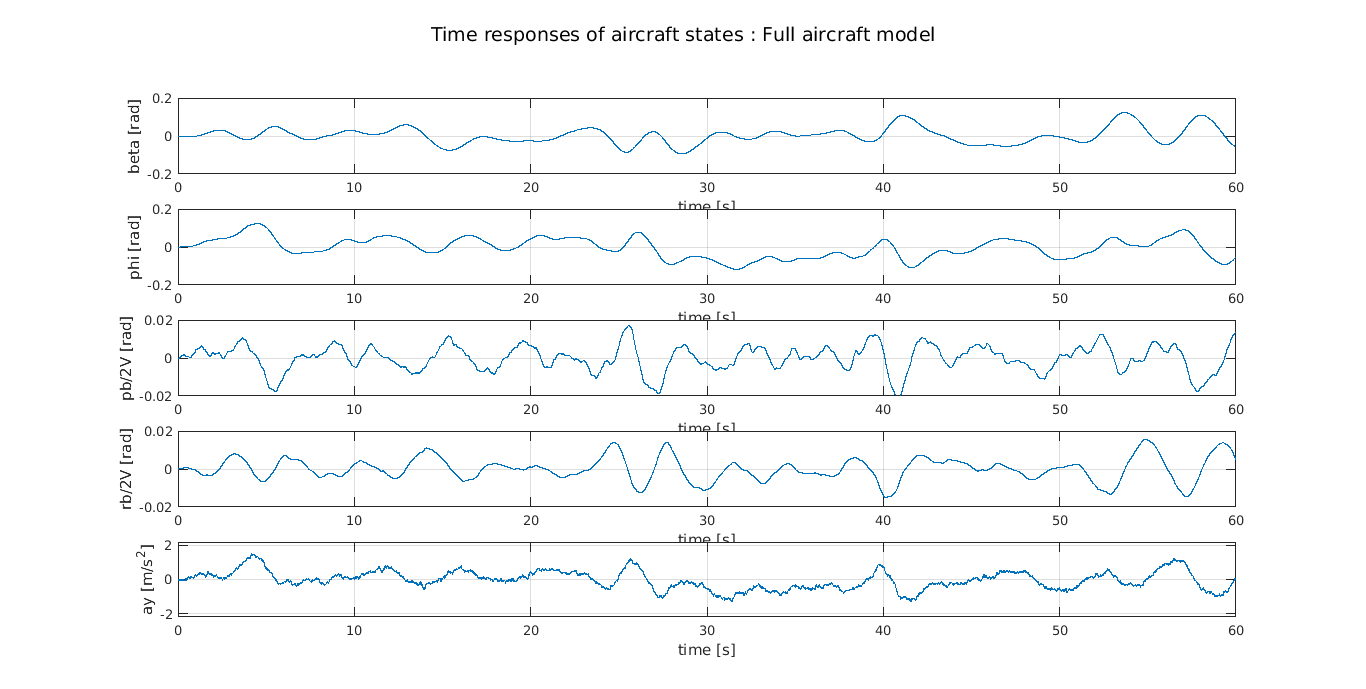 Time responses of aircraft states : Full aircraft model
beta [rad]
0.2
0
-0.2
0 10 20 30 40 50 60
time [s]
phi [rad]
0.2
0
-0.2
0 10 20 30 40 50 60
time [s]
pb/2V [rad]
0.02
0
-0.02
0 10 20 30 40 50 60
time [s]
rb/2V [rad]
0.02
0
-0.02
0 10 20 30 40 50 60
time [s]
ay [m/s²]
2
0
-2
0 10 20 30 40 50 60
time [s]